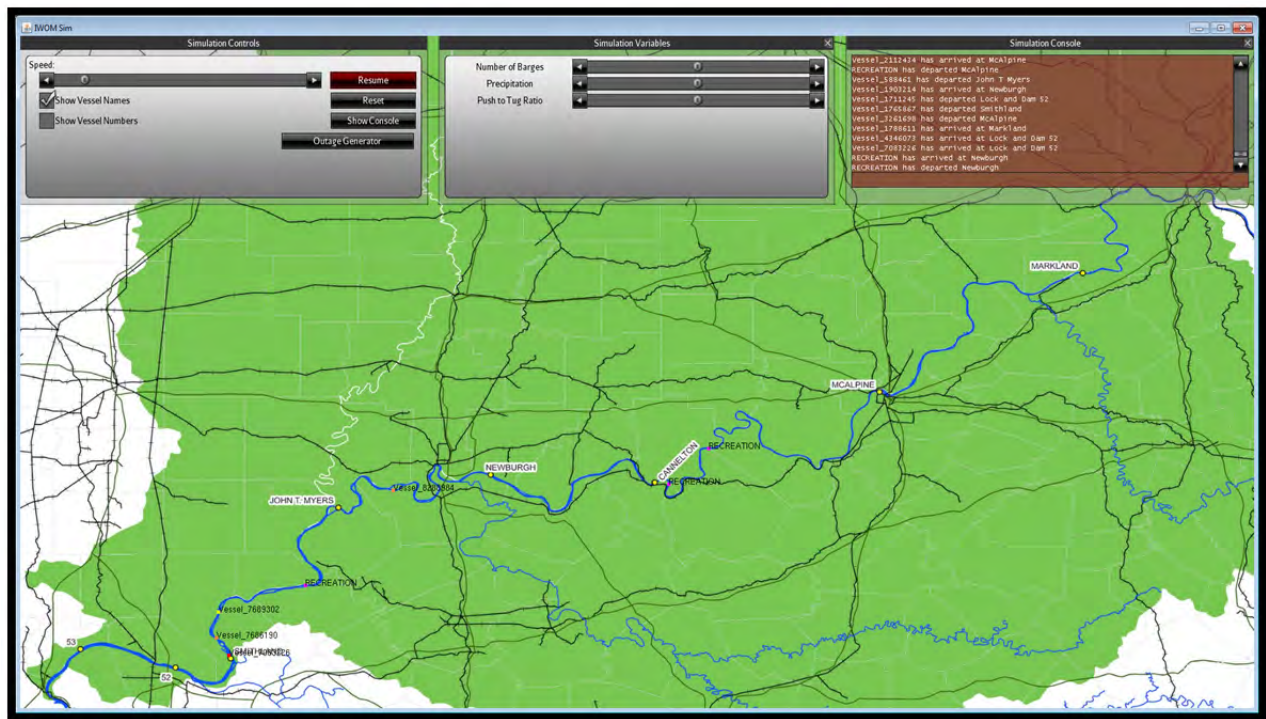 IWOM Sim
Simulation Controls
Speed:
Resume
Show Vessel Names
Reset
Show Vessel Numbers
Show Console
Outage Generator
Simulation Variables
Number of Barges
Precipitation
Push to Tug Ratio
Simulation Console
Vessel_2112434 has arrived at McAlpine
RECREATION has departed McAlpine
Vessel_588461 has departed John T Myers
Vessel_1903214 has arrived at Newburgh
Vessel_1711245 has departed Lock and Dam 52
Vessel_1765667 has departed Smithland
Vessel_3261698 has departed McAlpine
Vessel_1788611 has arrived at Markland
Vessel_4346073 has arrived at Lock and Dam 52
Vessel_7083226 has arrived at Lock and Dam 52
RECREATION has arrived at Newburgh
RECREATION has departed Newburgh
MARKLAND
MCALPINE
RECREATION
CANNELTON
RECREATION
NEWBURGH
Vessel_8283984
JOHN T. MYERS
RECREATION
Vessel_7689302
Vessel_7686190
53
52